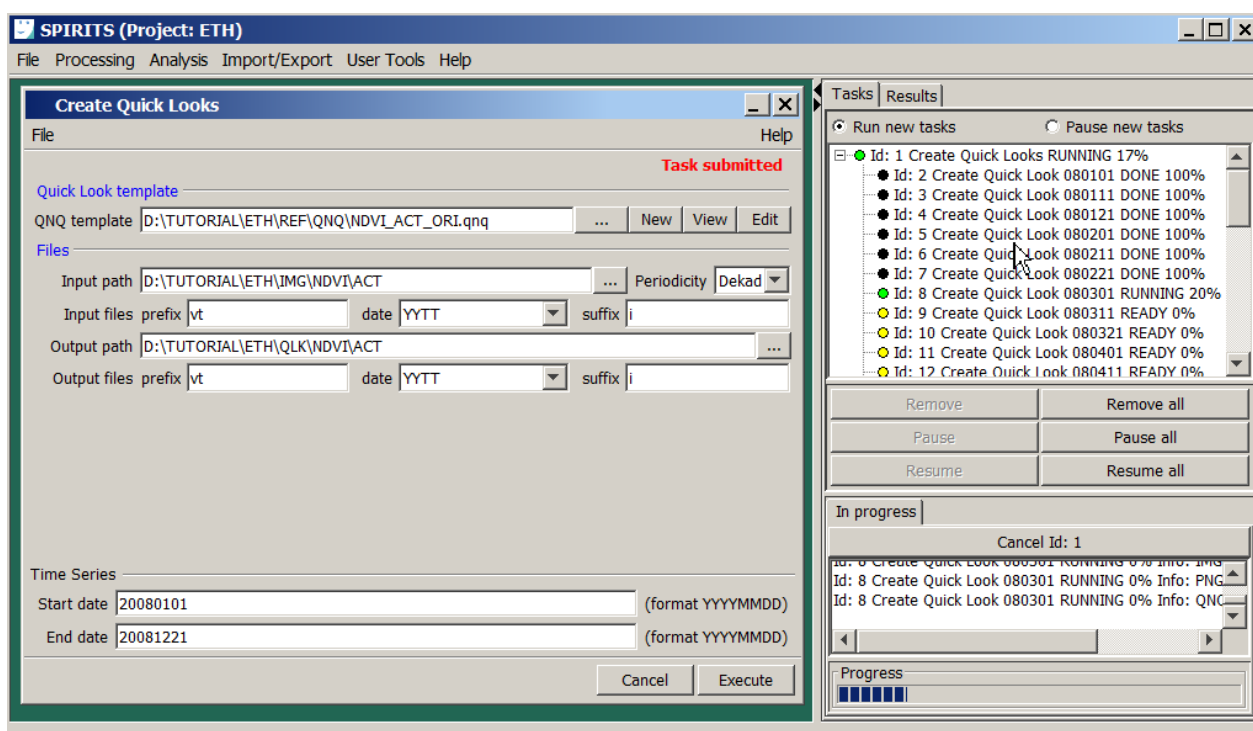 SPIRITS (Project: ETH)
File Processing Analysis Import/Export User Tools Help
Create Quick Looks
File Help
Task submitted
Quick Look template
QNQ template D:\TUTORIAL\ETH\REF\QNQ\NDVI_ACT_ORI.qnq ... New View Edit
Files
Input path D:\TUTORIAL\ETH\IMG\NDVI\ACT ... Periodicity Dekad
Input files prefix vt date YYTT suffix i
Output path D:\TUTORIAL\ETH\QLK\NDVI\ACT ...
Output files prefix vt date YYTT suffix i
Time Series
Start date 20080101 (format YYYYMMDD)
End date 20081221 (format YYYYMMDD)
Cancel Execute
Tasks Results
Run new tasks Pause new tasks
Id: 1 Create Quick Looks RUNNING 17%
Id: 2 Create Quick Look 080101 DONE 100%
Id: 3 Create Quick Look 080111 DONE 100%
Id: 4 Create Quick Look 080121 DONE 100%
Id: 5 Create Quick Look 080201 DONE 100%
Id: 6 Create Quick Look 080211 DONE 100%
Id: 7 Create Quick Look 080221 DONE 100%
Id: 8 Create Quick Look 080301 RUNNING 20%
Id: 9 Create Quick Look 080311 READY 0%
Id: 10 Create Quick Look 080321 READY 0%
Id: 11 Create Quick Look 080401 READY 0%
Id: 12 Create Quick Look 080411 READY 0%
Remove Remove all
Pause Pause all
Resume Resume all
In progress
Cancel Id: 1
Id: 8 Create Quick Look 080301 RUNNING 0% Info: IMG
Id: 8 Create Quick Look 080301 RUNNING 0% Info: PNG
Id: 8 Create Quick Look 080301 RUNNING 0% Info: QNQ
Progress